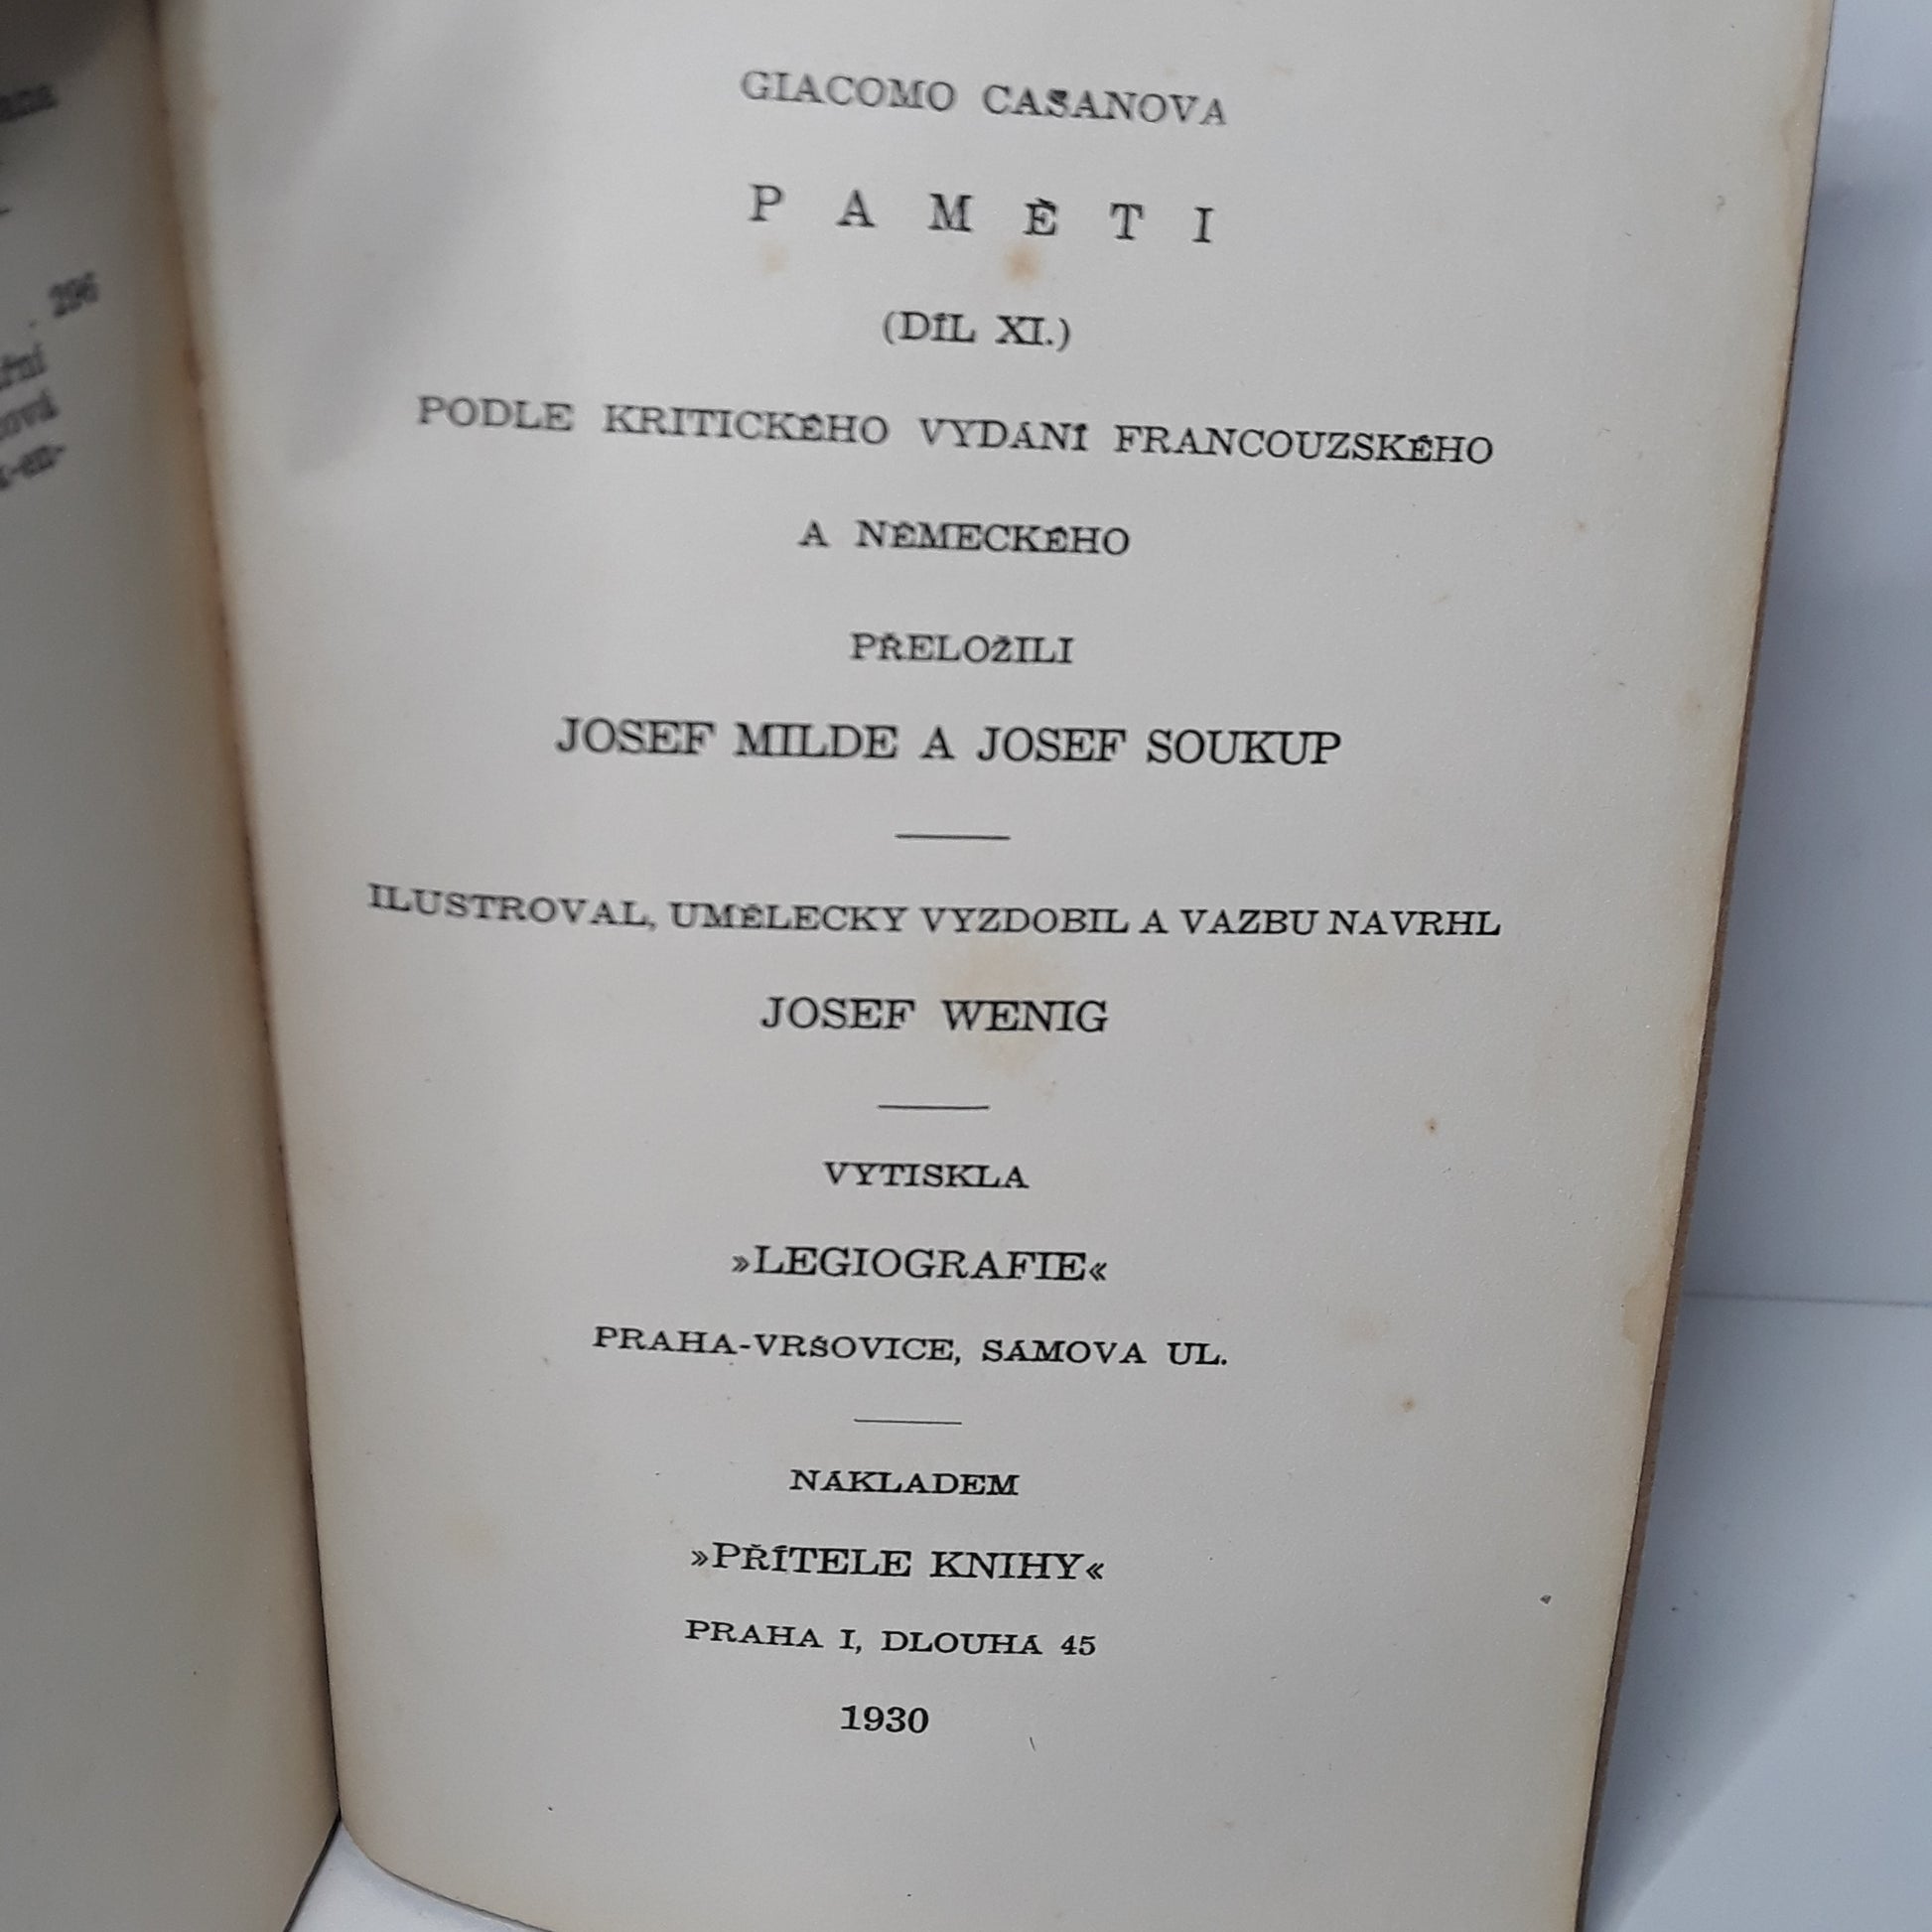 296
GIACOMO CASANOVA
PAMĚTI
(DÍL XI.)
PODLE KRITICKÉHO VYDÁNÍ FRANCOUZSKÉHO
A NĚMECKÉHO
PŘELOŽILI
JOSEF MILDE A JOSEF SOUKUP
ILUSTROVAL, UMĚLECKY VYZDOBIL A VAZBU NAVRHL
JOSEF WENIG
VYTISKLA
»LEGIOGRAFIE«
PRAHA-VRŠOVICE, SÁMOVA UL.
NÁKLADEM
»PŘÍTELE KNIHY«
PRAHA I, DLOUHÁ 45
1930